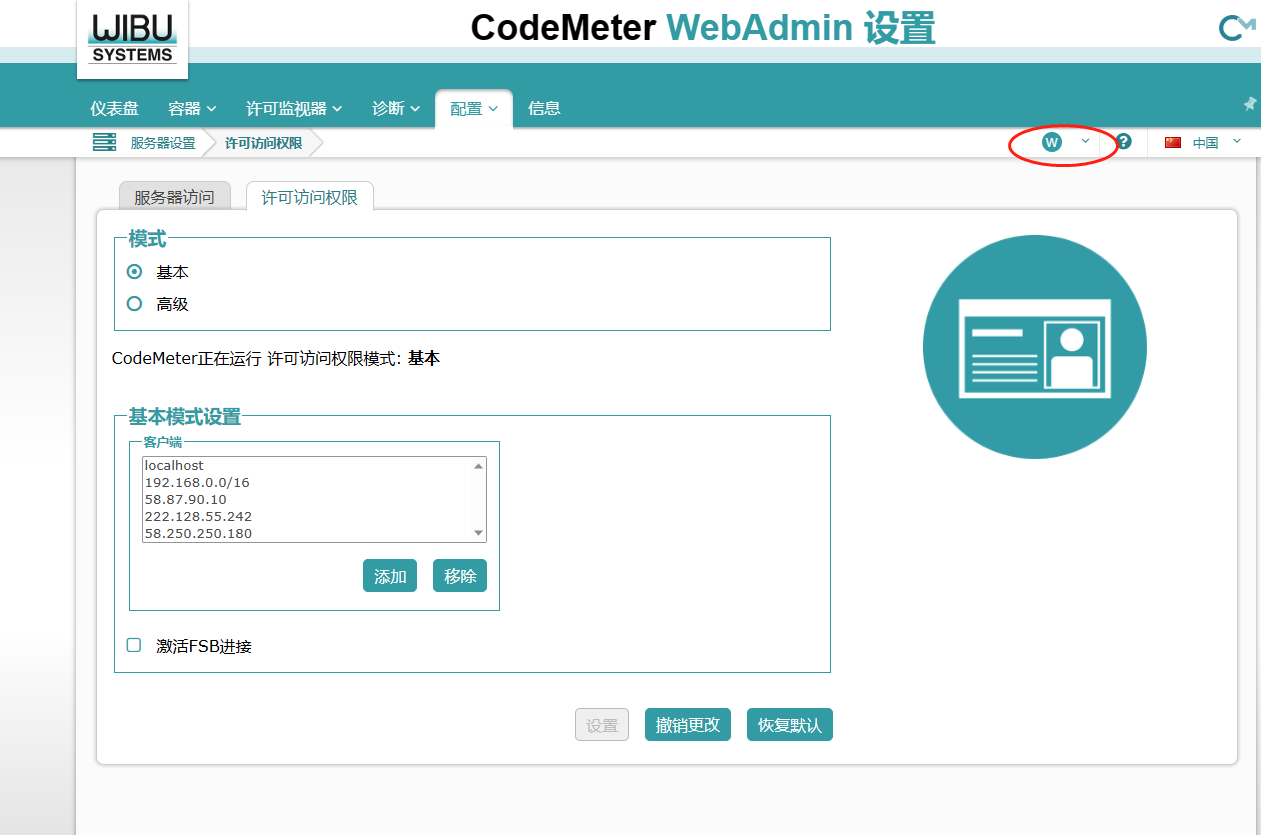 WIBU
SYSTEMS
CodeMeter WebAdmin 设置
仪表盘 容器 许可监视器 诊断 配置 信息
服务器设置 许可访问权限 W ? 中国
服务器访问 许可访问权限
模式
基本
高级
CodeMeter正在运行 许可访问权限模式: 基本
基本模式设置
客户端
localhost
192.168.0.0/16
58.87.90.10
222.128.55.242
58.250.250.180
添加 移除
激活FSB进接
设置 撤销更改 恢复默认